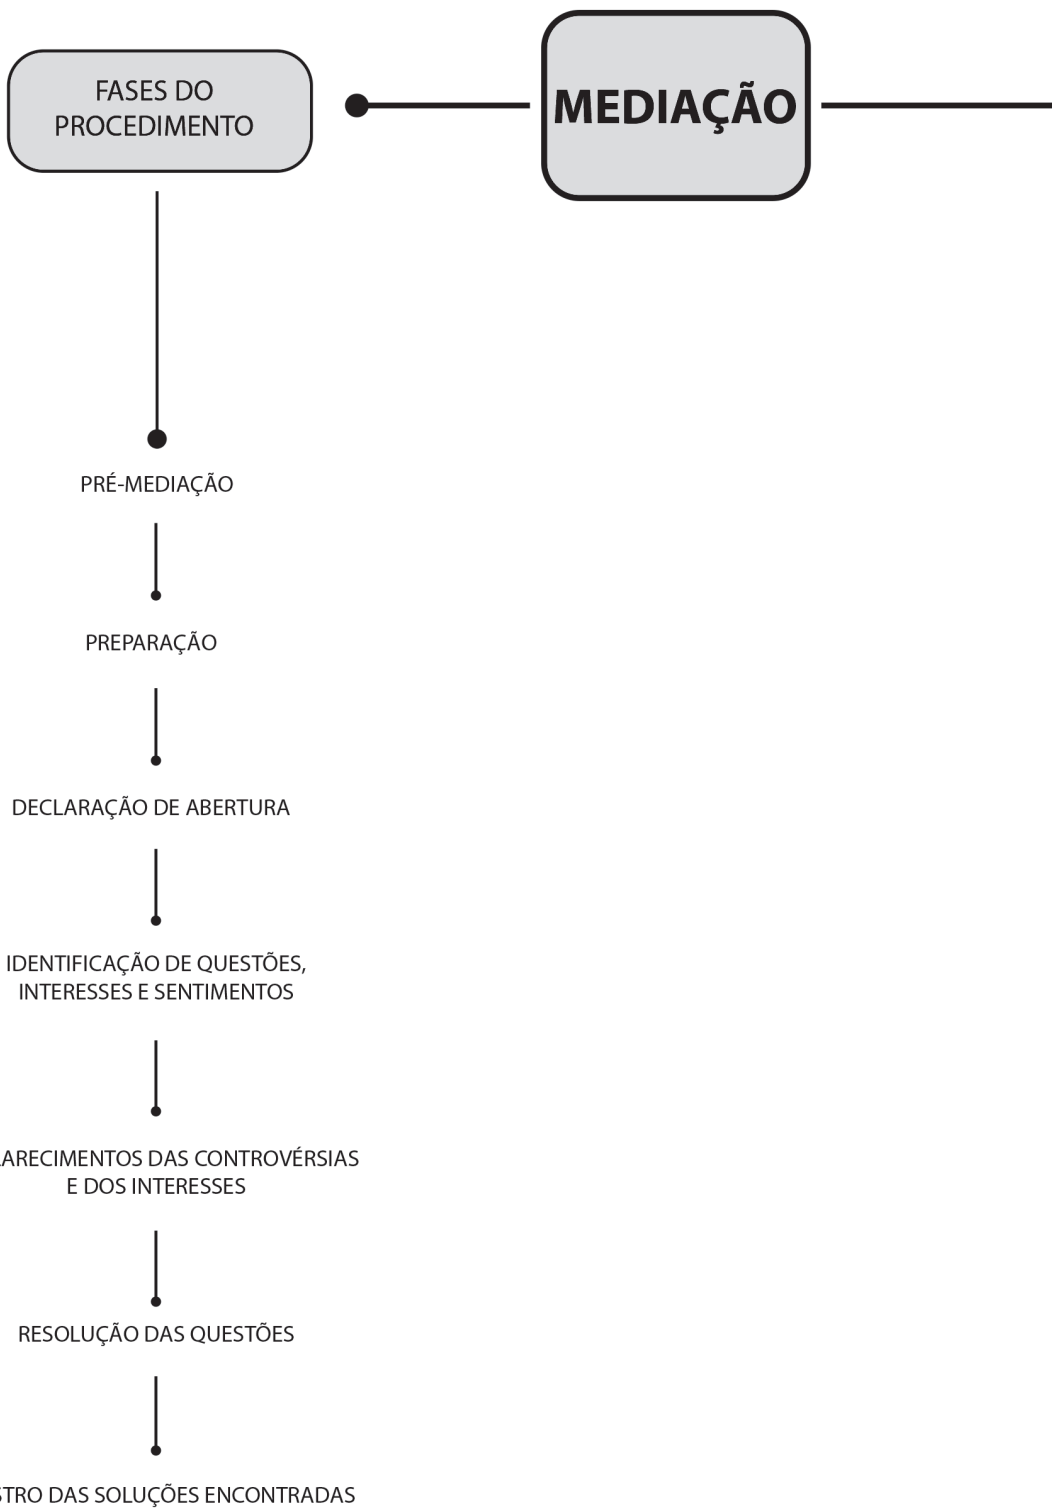 FASES DO
PROCEDIMENTO
MEDIAÇÃO
PRÉ-MEDIAÇÃO
PREPARAÇÃO
DECLARAÇÃO DE ABERTURA
IDENTIFICAÇÃO DE QUESTÕES,
INTERESSES E SENTIMENTOS
DAS CONTROVÉRSIAS
E DOS INTERESSES
RESOLUÇÃO DAS QUESTÕES
DAS SOLUÇÕES ENCONTRADAS